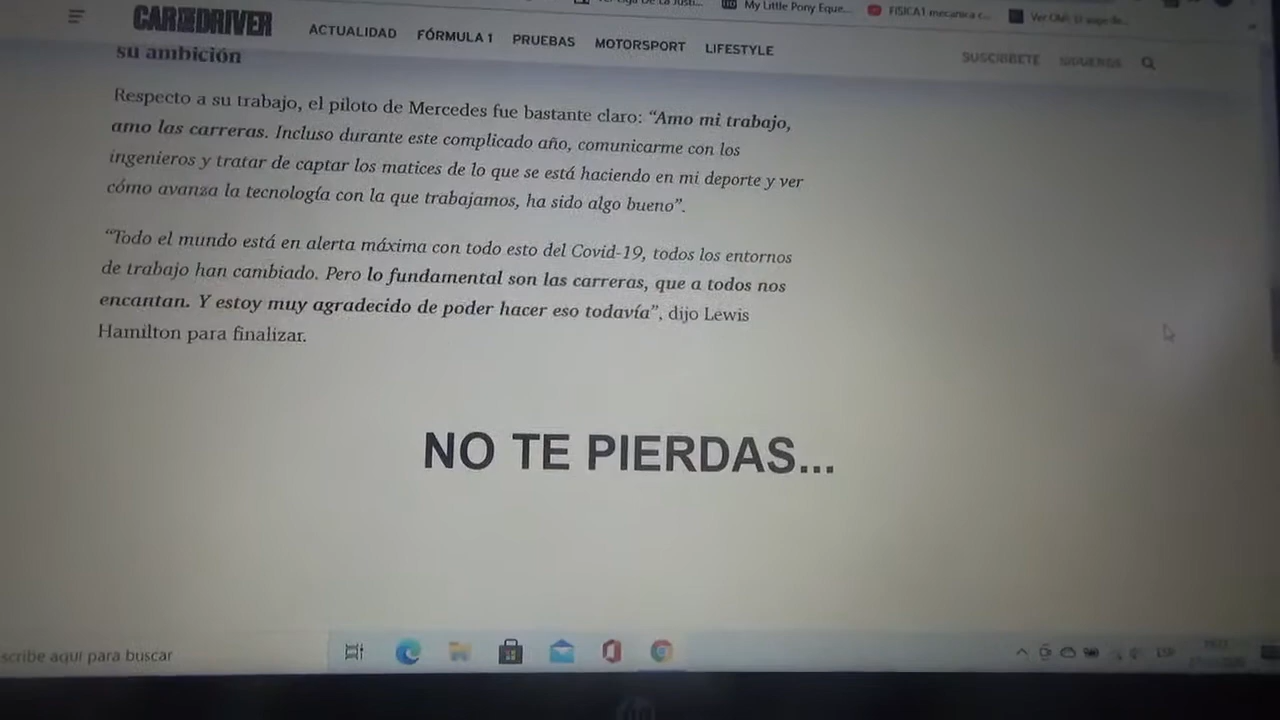 My Little Pony Eque...
FISICA1 mecanica c...
CAR AND DRIVER
ACTUALIDAD FÓRMULA 1 PRUEBAS MOTORSPORT LIFESTYLE
SUSCRÍBETE SÍGUENOS
su ambición
Respecto a su trabajo, el piloto de Mercedes fue bastante claro: “Amo mi trabajo,
amo las carreras. Incluso durante este complicado año, comunicarme con los
ingenieros y tratar de captar los matices de lo que se está haciendo en mi deporte y ver
cómo avanza la tecnología con la que trabajamos, ha sido algo bueno”.
“Todo el mundo está en alerta máxima con todo esto del Covid-19, todos los entornos
de trabajo han cambiado. Pero lo fundamental son las carreras, que a todos nos
encantan. Y estoy muy agradecido de poder hacer eso todavía”, dijo Lewis
Hamilton para finalizar.
NO TE PIERDAS...
scribe aquí para buscar
ESP